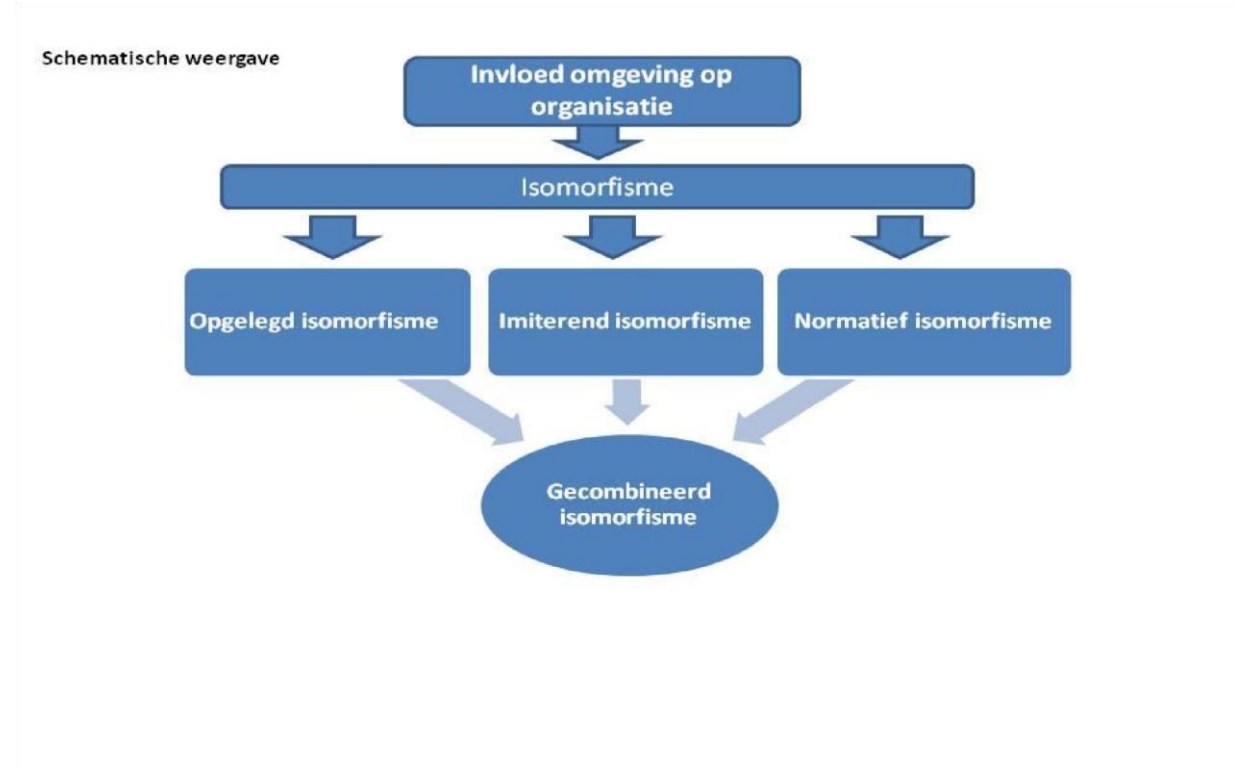 Schematische weergave
Invloed omgeving op
organisatie
Isomorfisme
Opgelegd isomorfisme
Imiterend isomorfisme
Normatief isomorfisme
Gecombineerd
isomorfisme